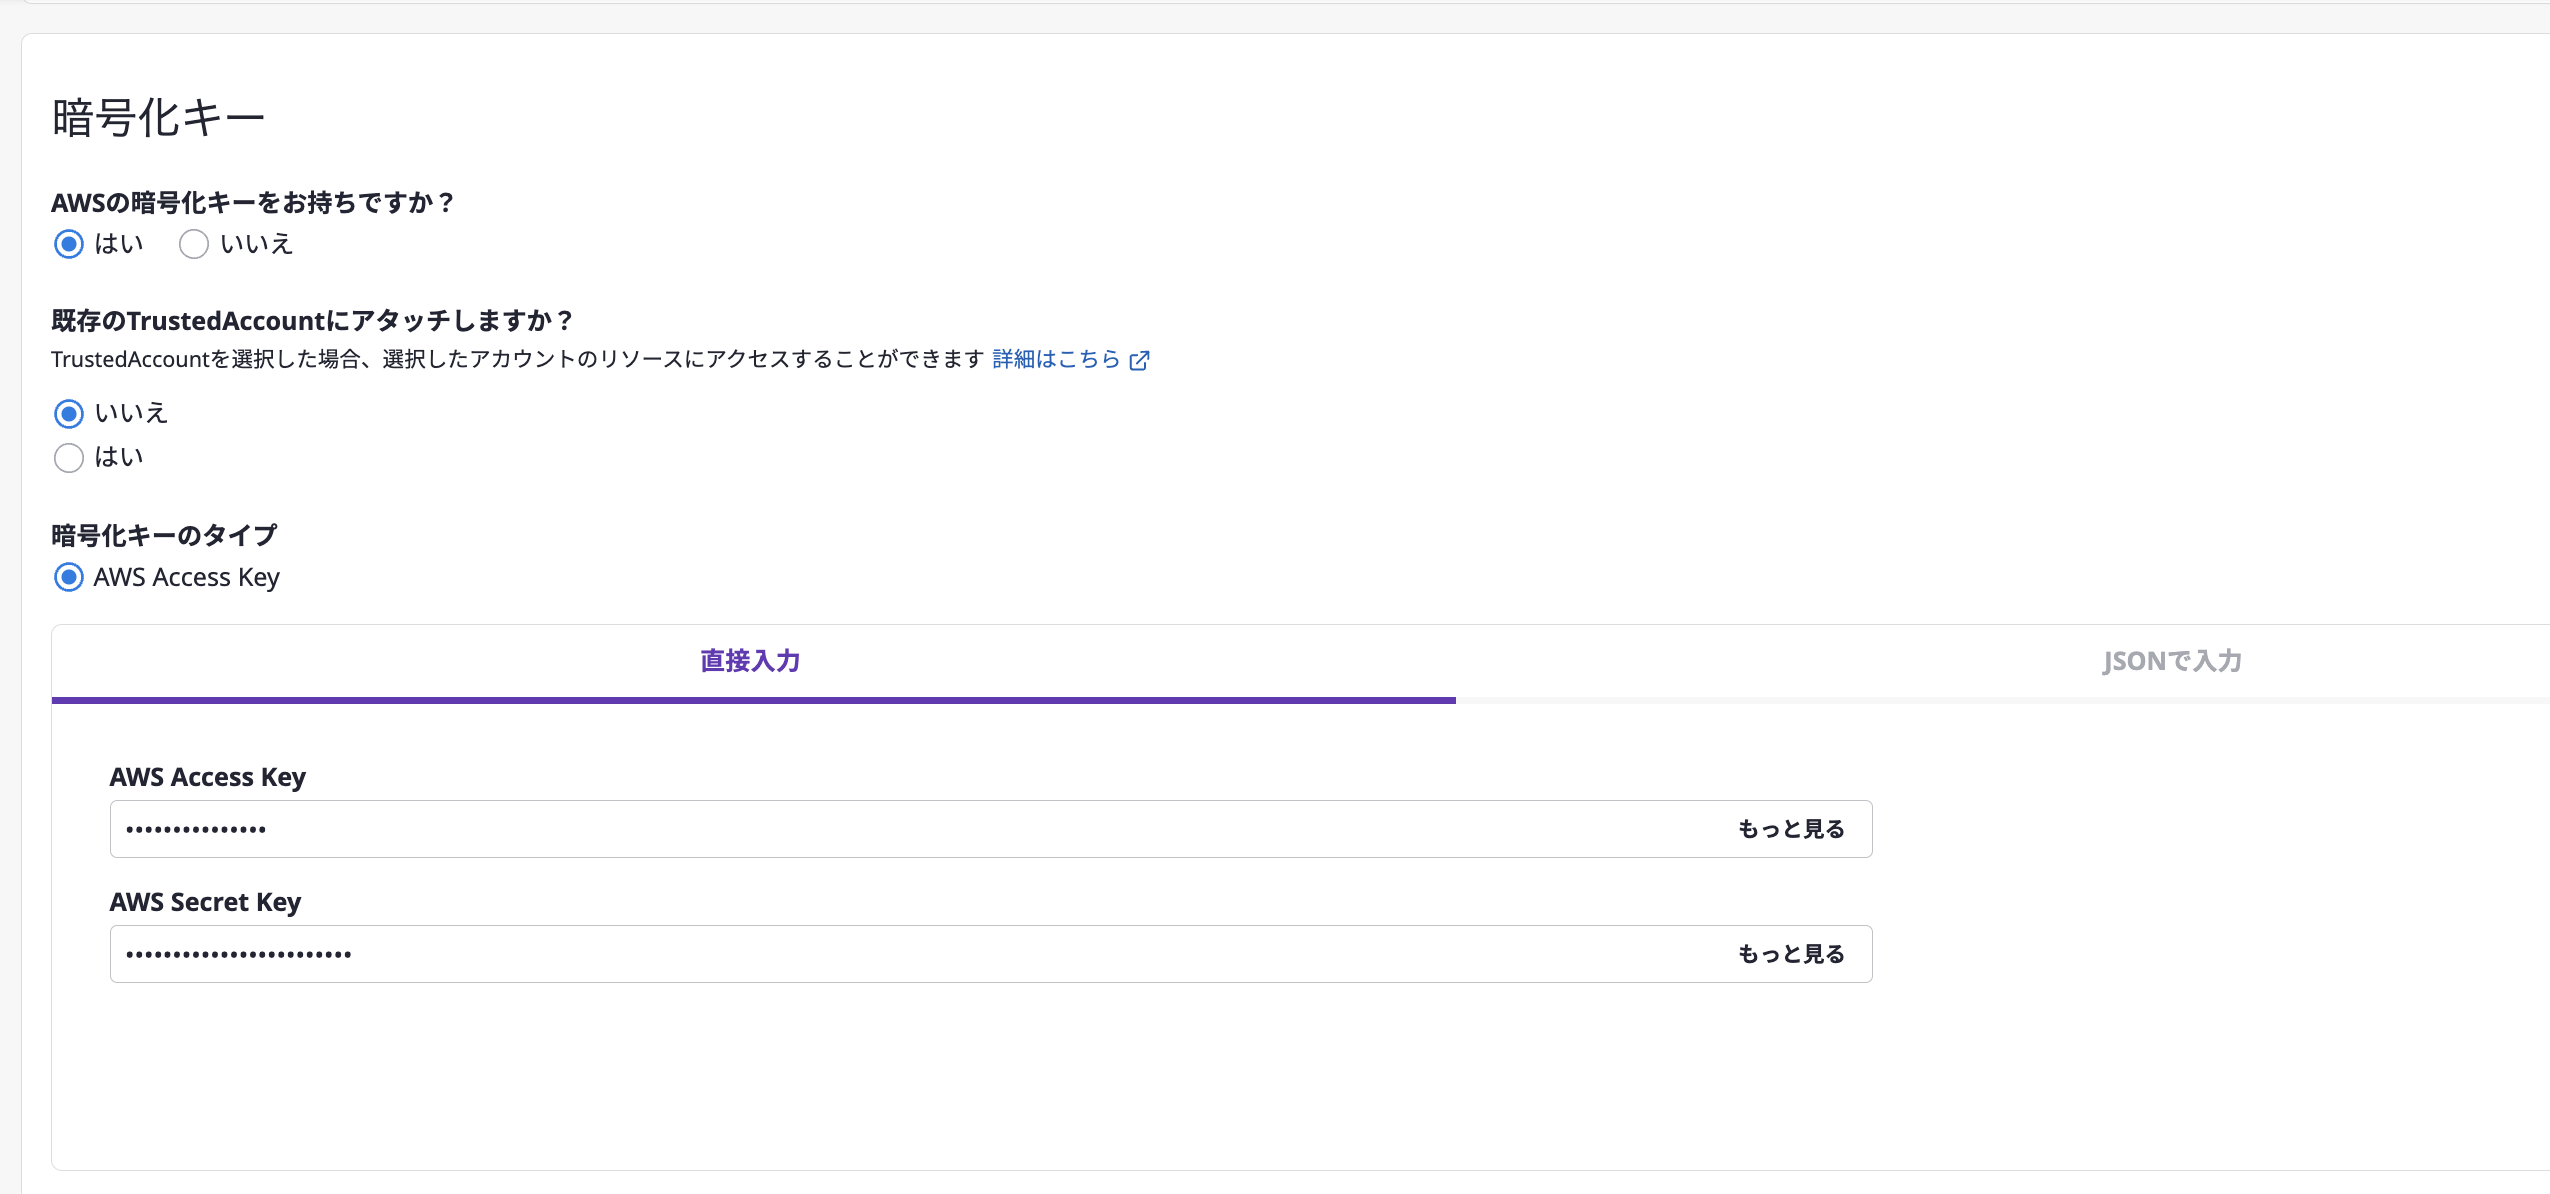 暗号化キー
AWSの暗号化キーをお持ちですか？
はい いいえ
既存のTrustedAccountにアタッチしますか？
TrustedAccountを選択した場合、選択したアカウントのリソースにアクセスすることができます 詳細はこちら
いいえ
はい
暗号化キーのタイプ
AWS Access Key
直接入力 JSONで入力
AWS Access Key
••••••••••••••• もっと見る
AWS Secret Key
•••••••••••••••••••••••• もっと見る